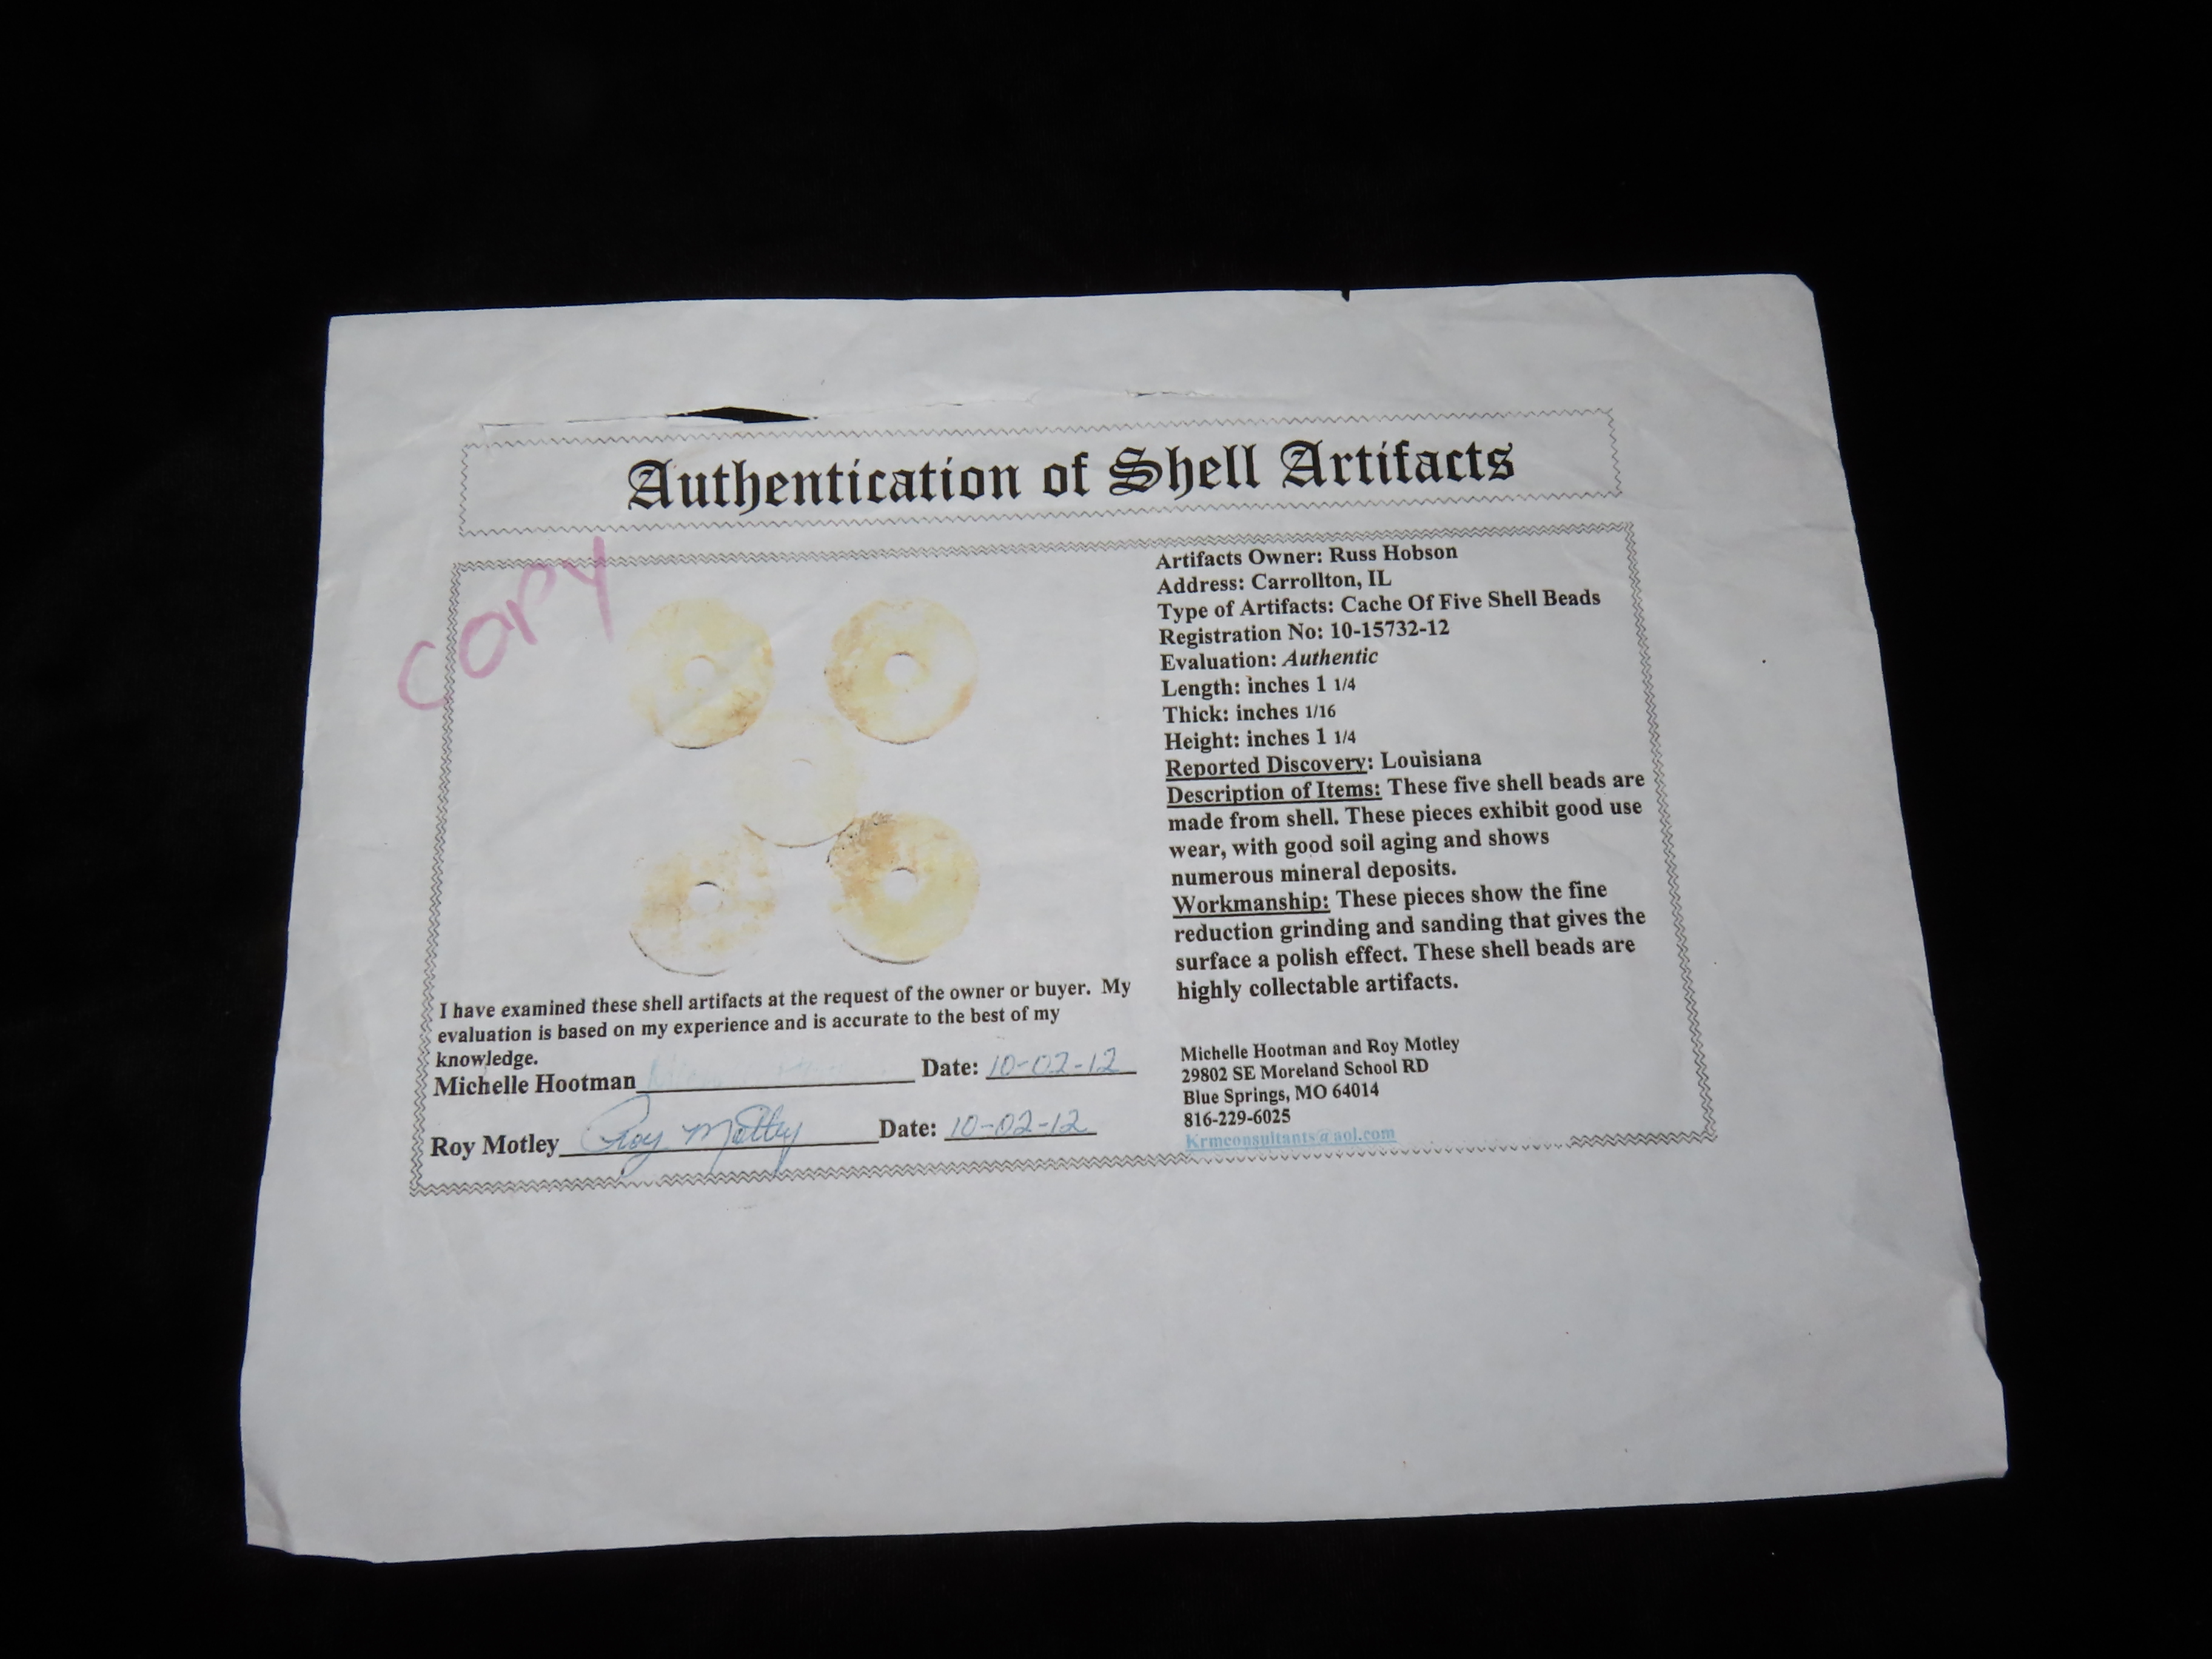 Authentication of Shell Artifacts
copy
Artifacts Owner: Russ Hobson
Address: Carrollton, IL
Type of Artifacts: Cache Of Five Shell Beads
Registration No: 10-15732-12
Evaluation: Authentic
Length: inches 1 1/4
Thick: inches 1/16
Height: inches 1 1/4
Reported Discovery: Louisiana
Description of Items: These five shell beads are
made from shell. These pieces exhibit good use
wear, with good soil aging and shows
numerous mineral deposits.
Workmanship: These pieces show the fine
reduction grinding and sanding that gives the
surface a polish effect. These shell beads are
highly collectable artifacts.
I have examined these shell artifacts at the request of the owner or buyer. My
evaluation is based on my experience and is accurate to the best of my
knowledge.
Michelle Hootman Date: 10-02-12
Roy Motley Roy Motley Date: 10-02-12
Michelle Hootman and Roy Motley
29802 SE Moreland School RD
Blue Springs, MO 64014
816-229-6025
Krmconsultants@aol.com